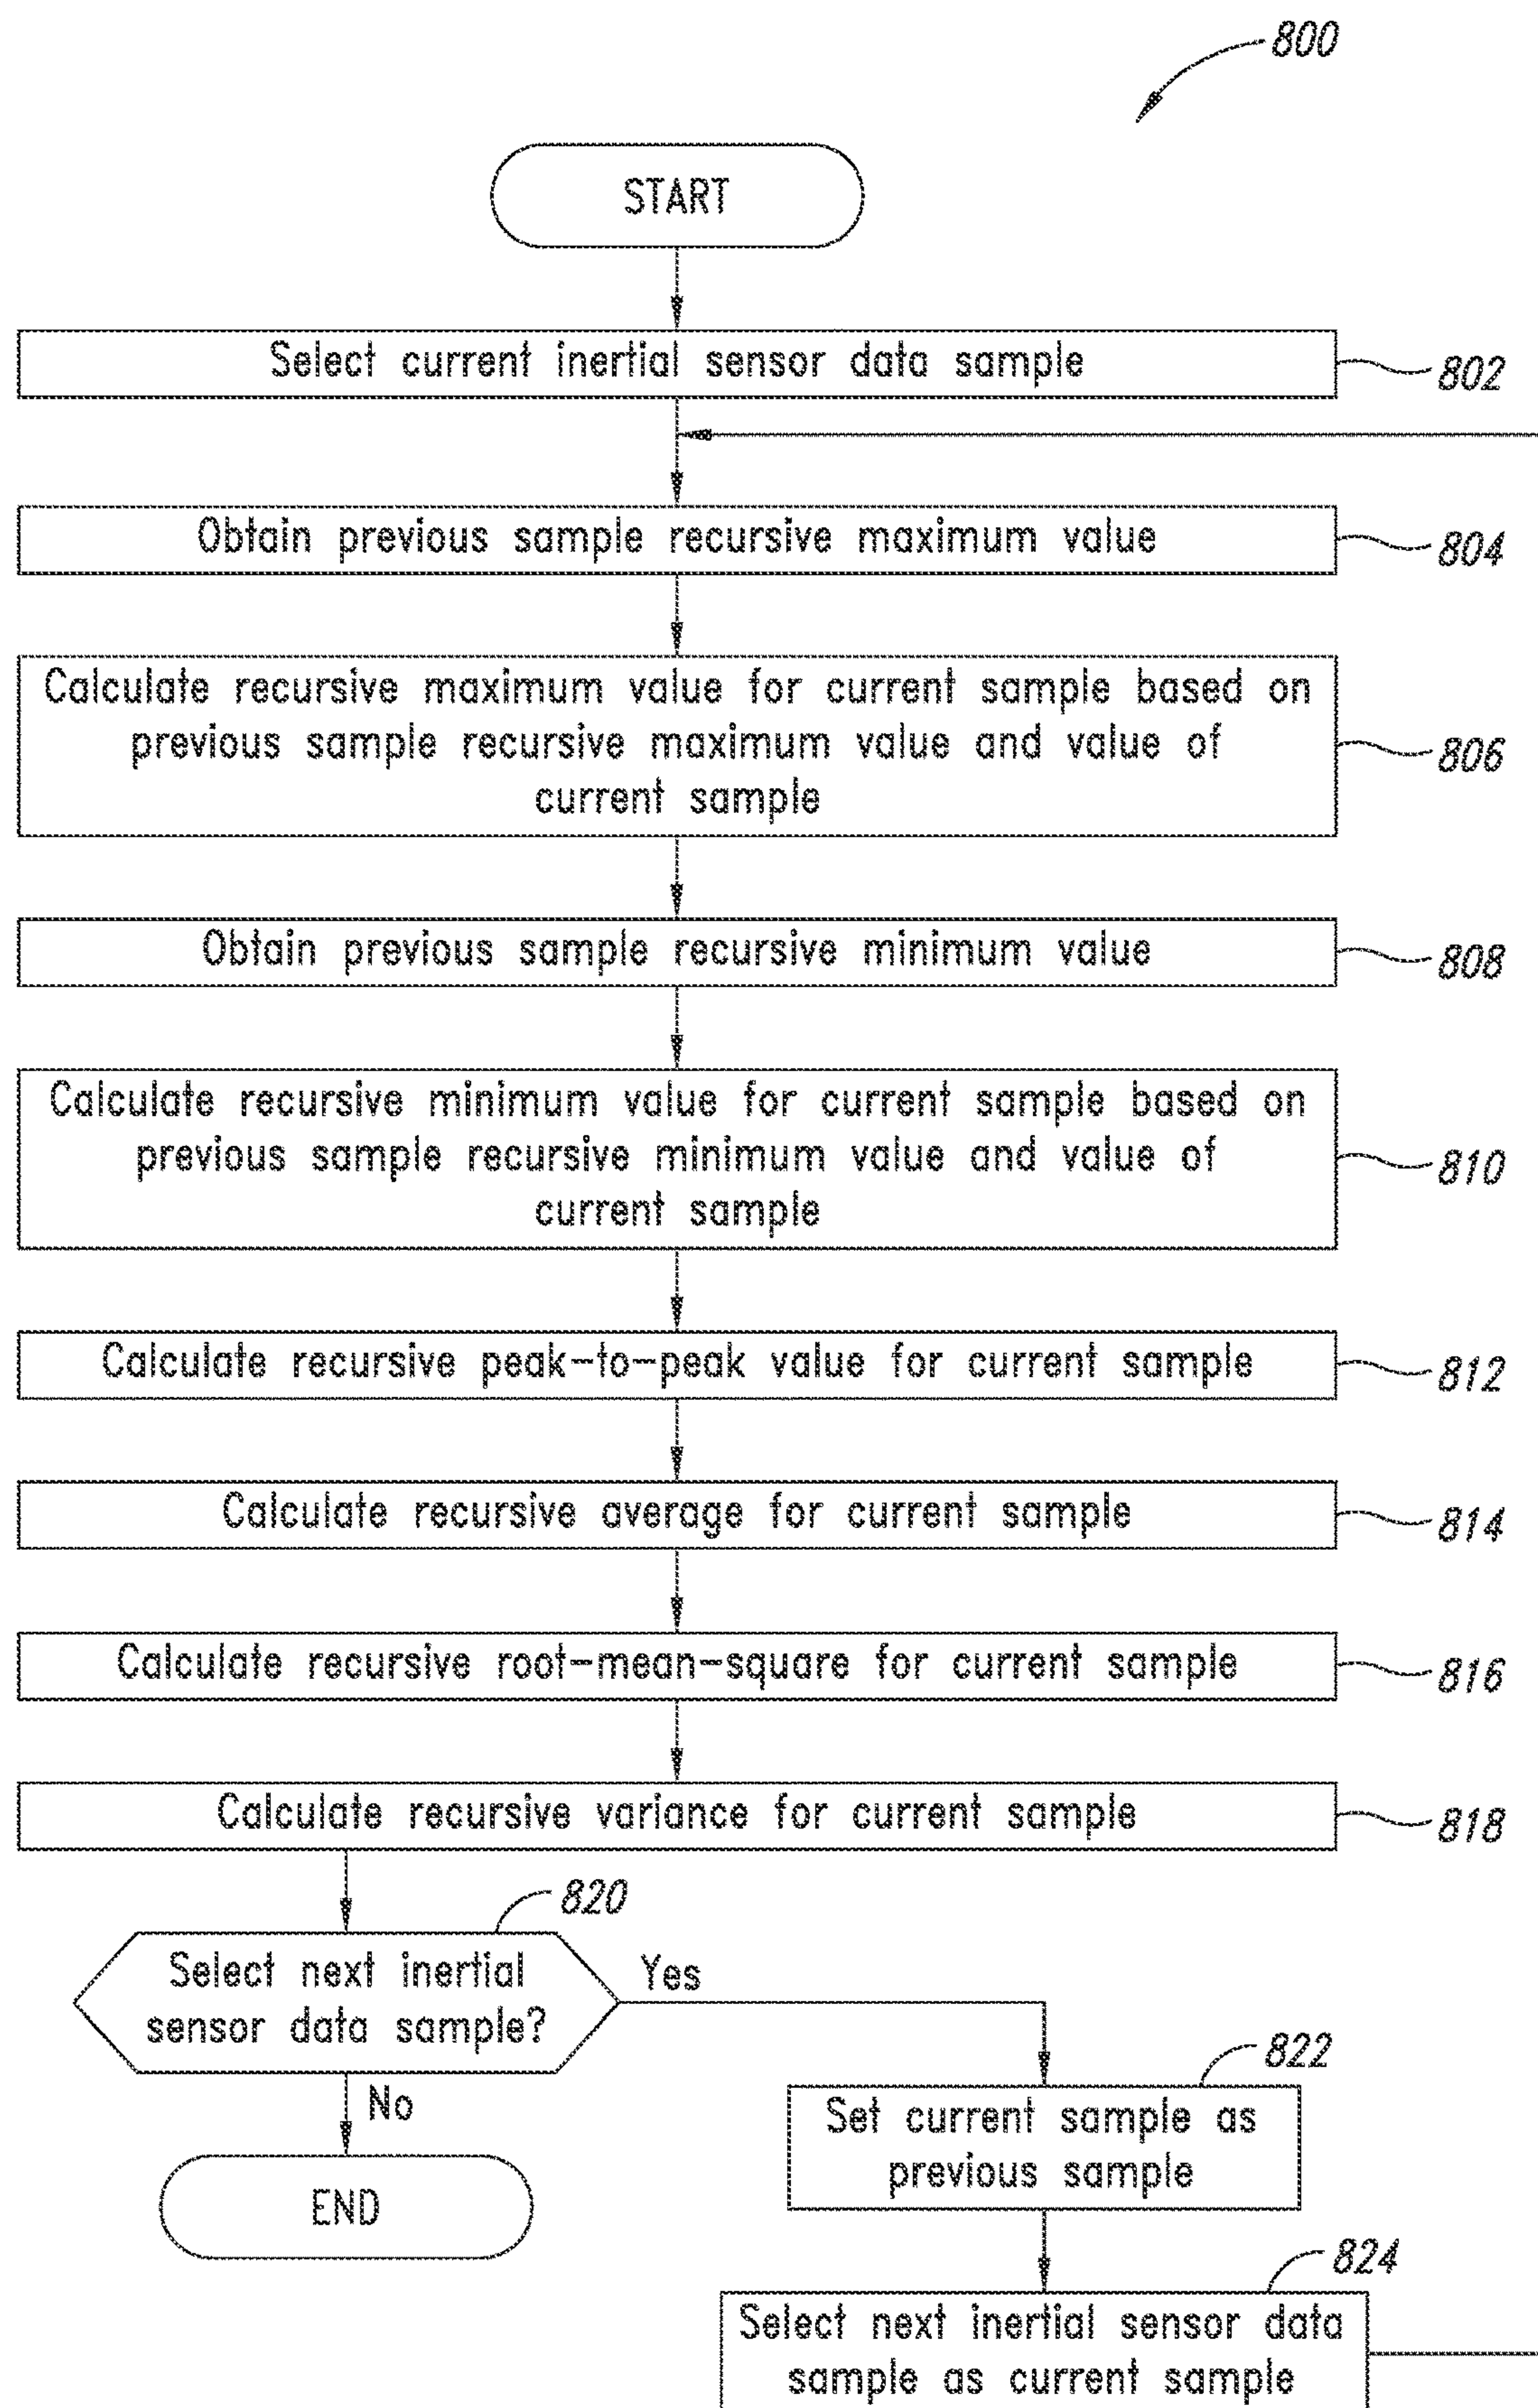 800
START
Select current inertial sensor data sample
802
Obtain previous sample recursive maximum value
804
Calculate recursive maximum value for current sample based on
previous sample recursive maximum value and value of
current sample
806
Obtain previous sample recursive minimum value
808
Calculate recursive minimum value for current sample based on
previous sample recursive minimum value and value of
current sample
810
Calculate recursive peak-to-peak value for current sample
812
Calculate recursive average for current sample
814
Calculate recursive root-mean-square for current sample
816
Calculate recursive variance for current sample
818
820
Select next inertial
sensor data sample?
Yes
No
END
822
Set current sample as
previous sample
824
Select next inertial sensor data
sample as current sample